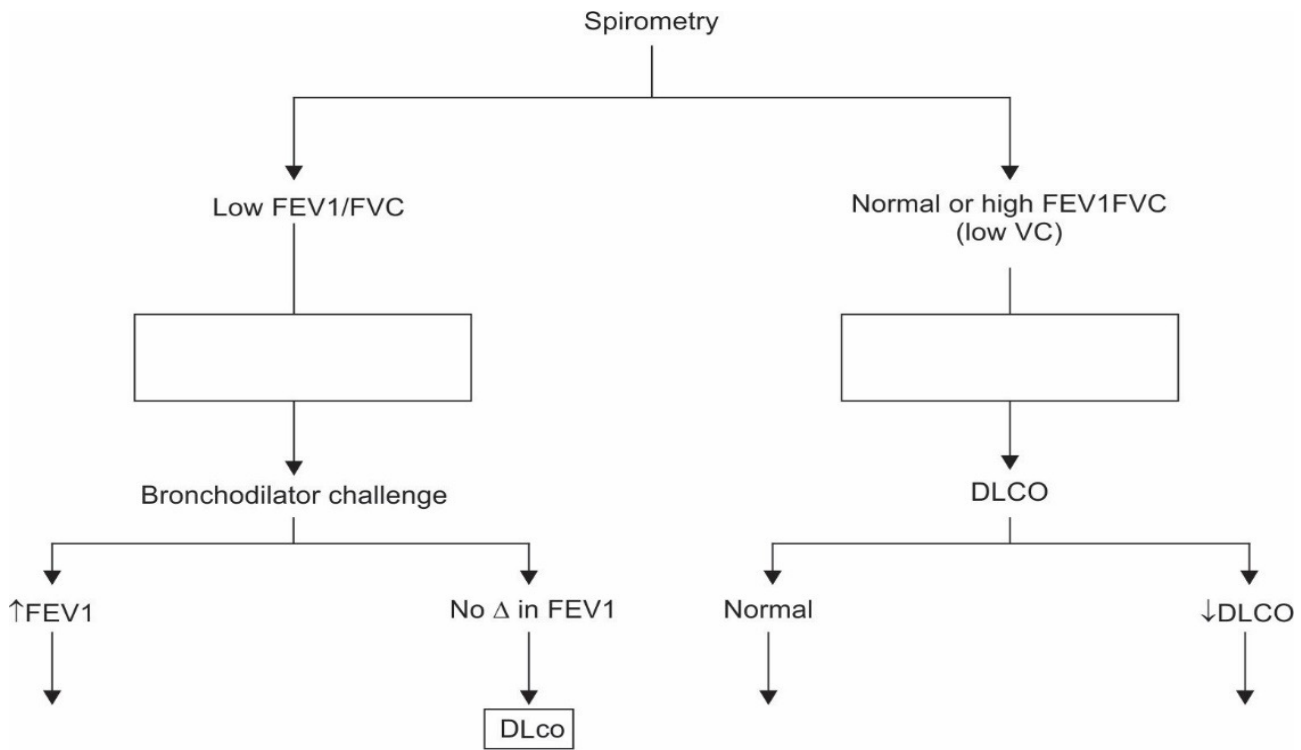 Spirometry
Low FEV1/FVC
Normal or high FEV1FVC
(low VC)
Bronchodilator challenge
DLCO
↑FEV1
No Δ in FEV1
Normal
↓DLCO
DLco